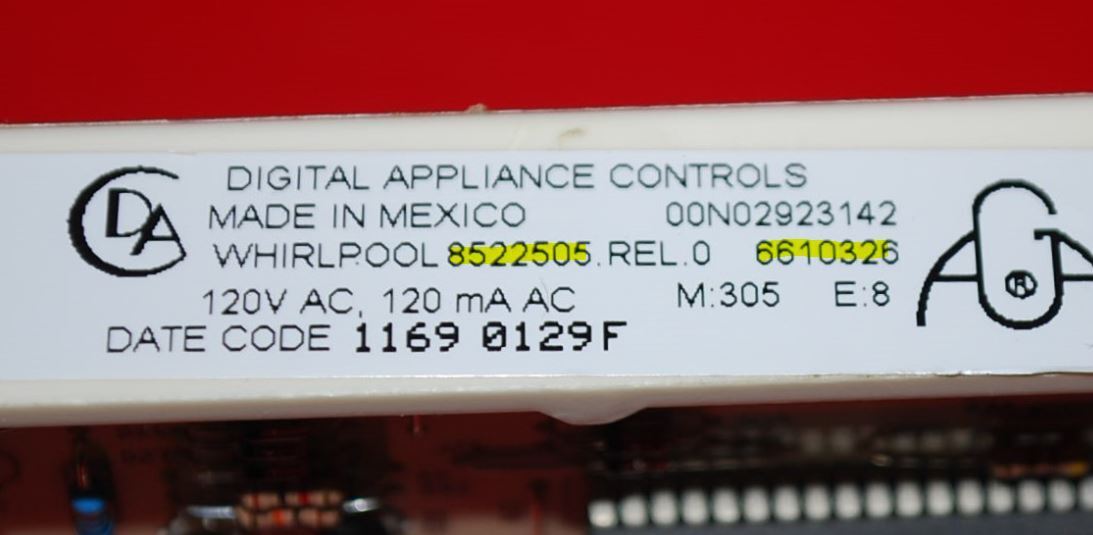 DA
DIGITAL APPLIANCE CONTROLS
MADE IN MEXICO 00N02923142
WHIRLPOOL 8522505.REL.0 6610326
120V AC, 120 mA AC M:305 E:8
DATE CODE 1169 0129F
®